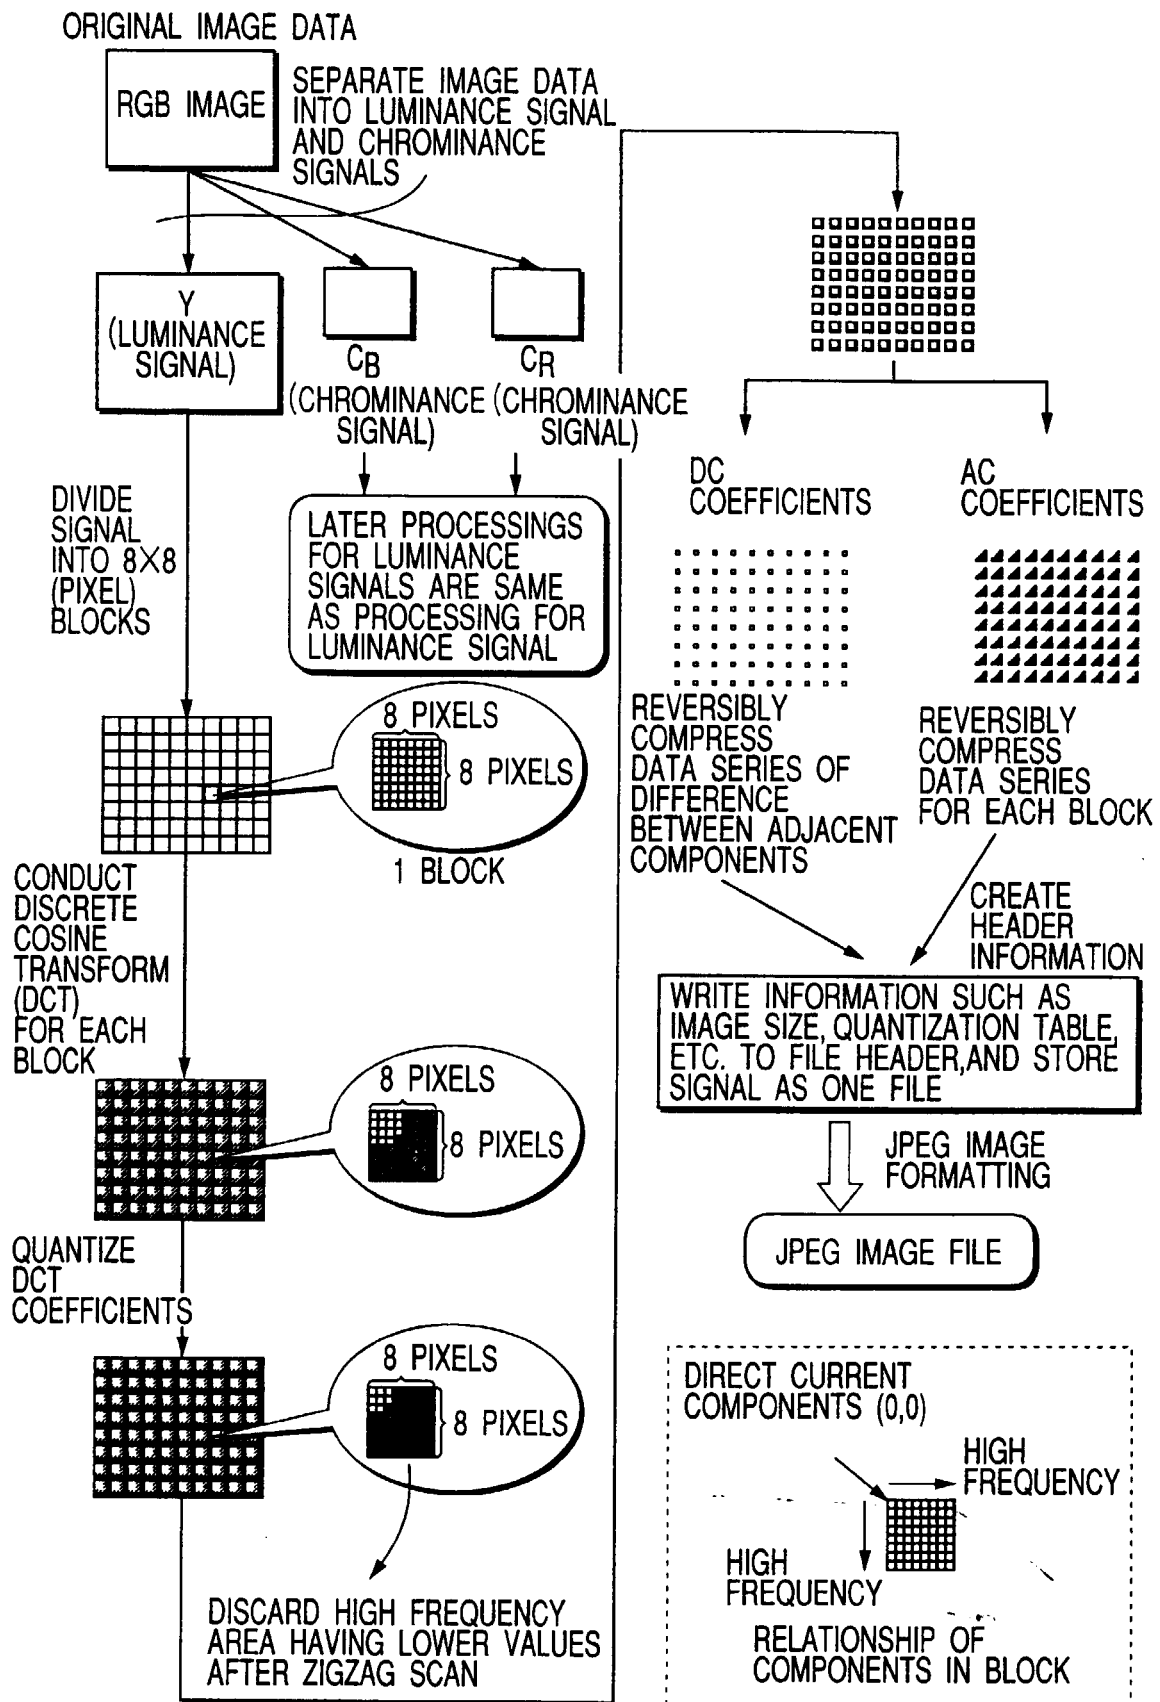 ORIGINAL IMAGE DATA
RGB IMAGE
SEPARATE IMAGE DATA
INTO LUMINANCE SIGNAL
AND CHROMINANCE
SIGNALS
Y
(LUMINANCE
SIGNAL)
CB
(CHROMINANCE
SIGNAL)
CR
(CHROMINANCE
SIGNAL)
DIVIDE
SIGNAL
INTO 8×8
(PIXEL)
BLOCKS
LATER PROCESSINGS
FOR LUMINANCE
SIGNALS ARE SAME
AS PROCESSING FOR
LUMINANCE SIGNAL
8 PIXELS
8 PIXELS
1 BLOCK
CONDUCT
DISCRETE
COSINE
TRANSFORM
(DCT)
FOR EACH
BLOCK
8 PIXELS
8 PIXELS
QUANTIZE
DCT
COEFFICIENTS
8 PIXELS
8 PIXELS
DISCARD HIGH FREQUENCY
AREA HAVING LOWER VALUES
AFTER ZIGZAG SCAN
DC
COEFFICIENTS
AC
COEFFICIENTS
REVERSIBLY
COMPRESS
DATA SERIES OF
DIFFERENCE
BETWEEN ADJACENT
COMPONENTS
REVERSIBLY
COMPRESS
DATA SERIES
FOR EACH BLOCK
CREATE
HEADER
INFORMATION
WRITE INFORMATION SUCH AS
IMAGE SIZE, QUANTIZATION TABLE,
ETC. TO FILE HEADER,AND STORE
SIGNAL AS ONE FILE
JPEG IMAGE
FORMATTING
JPEG IMAGE FILE
DIRECT CURRENT
COMPONENTS (0,0)
HIGH
FREQUENCY
HIGH
FREQUENCY
RELATIONSHIP OF
COMPONENTS IN BLOCK